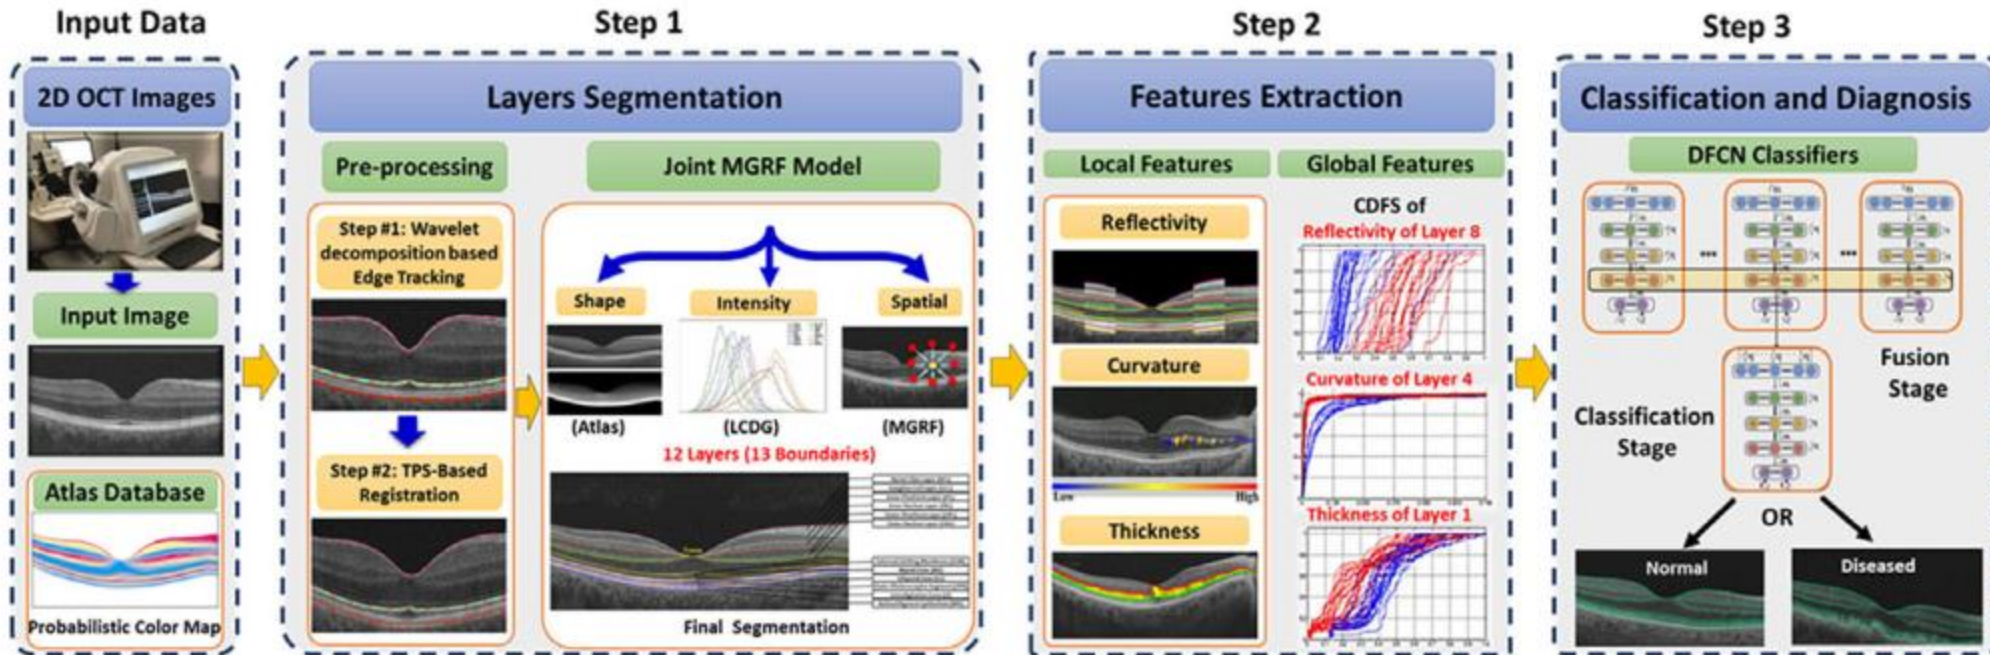 Input Data
2D OCT Images
Input Image
Atlas Database
Probabilistic Color Map
Step 1
Layers Segmentation
Pre-processing
Step #1: Wavelet
decomposition based
Edge Tracking
Step #2: TPS-Based
Registration
Joint MGRF Model
Shape
Intensity
Spatial
(Atlas)
(LCDG)
(MGRF)
12 Layers (13 Boundaries)
Final Segmentation
Step 2
Features Extraction
Local Features
Reflectivity
Curvature
Low
High
Thickness
Global Features
CDFS of
Reflectivity of Layer 8
Curvature of Layer 4
Thickness of Layer 1
Step 3
Classification and Diagnosis
DFCN Classifiers
Fusion
Stage
Classification
Stage
OR
Normal
Diseased